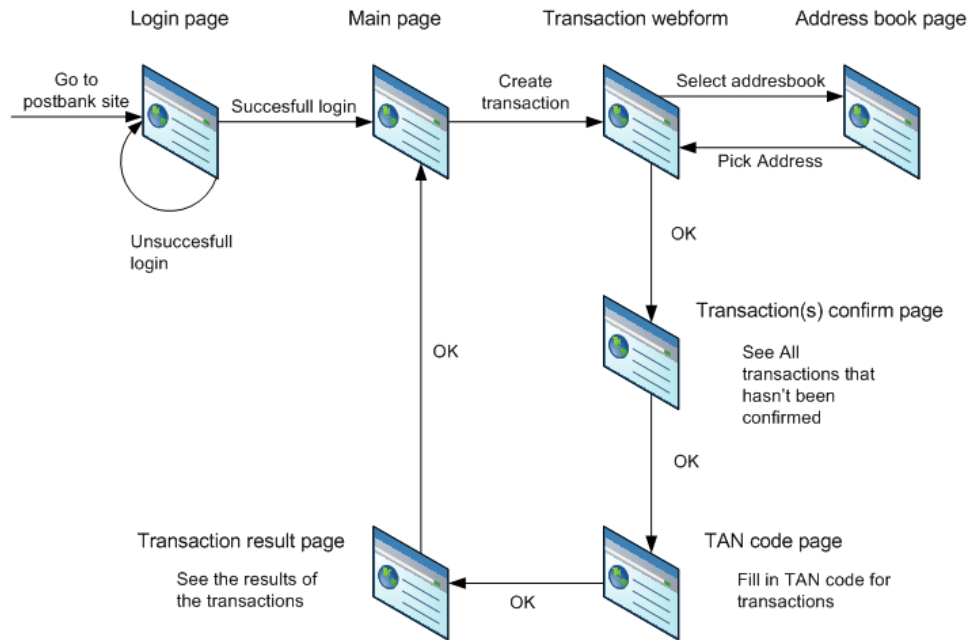 Login page
Main page
Transaction webform
Address book page
Go to
postbank site
Succesfull login
Create
transaction
Select addresbook
Pick Address
Unsuccesfull
login
OK
Transaction(s) confirm page
See All
transactions that
hasn't been
confirmed
OK
OK
Transaction result page
See the results of
the transactions
OK
TAN code page
Fill in TAN code for
transactions